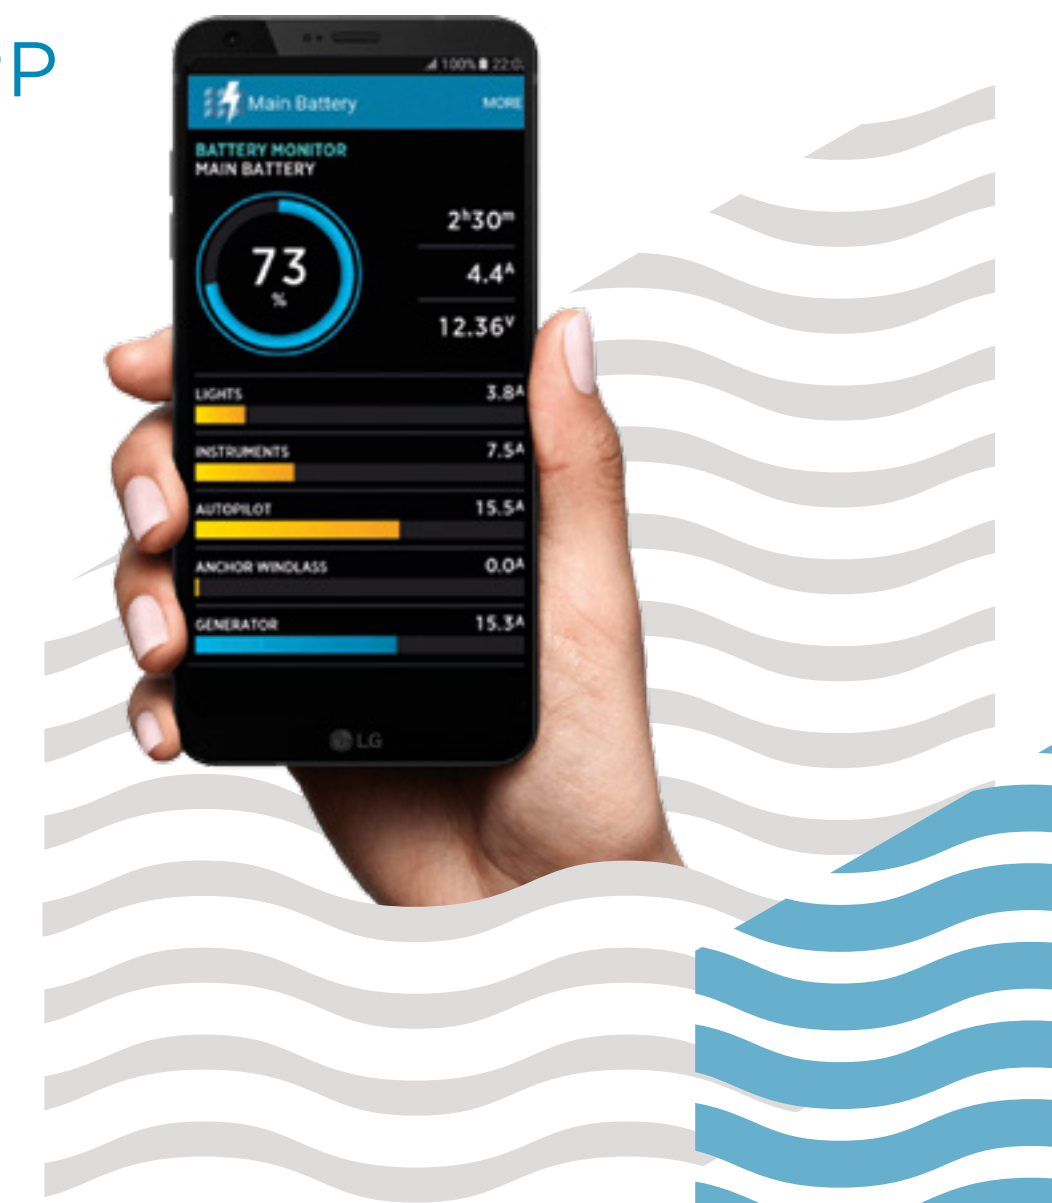 P
100% 22:0
Main Battery MORE
BATTERY MONITOR
MAIN BATTERY
73
%
2h30m
4.4A
12.36V
LIGHTS 3.8A
INSTRUMENTS 7.5A
AUTOPILOT 15.5A
ANCHOR WINDLASS 0.0A
GENERATOR 15.3A
LG